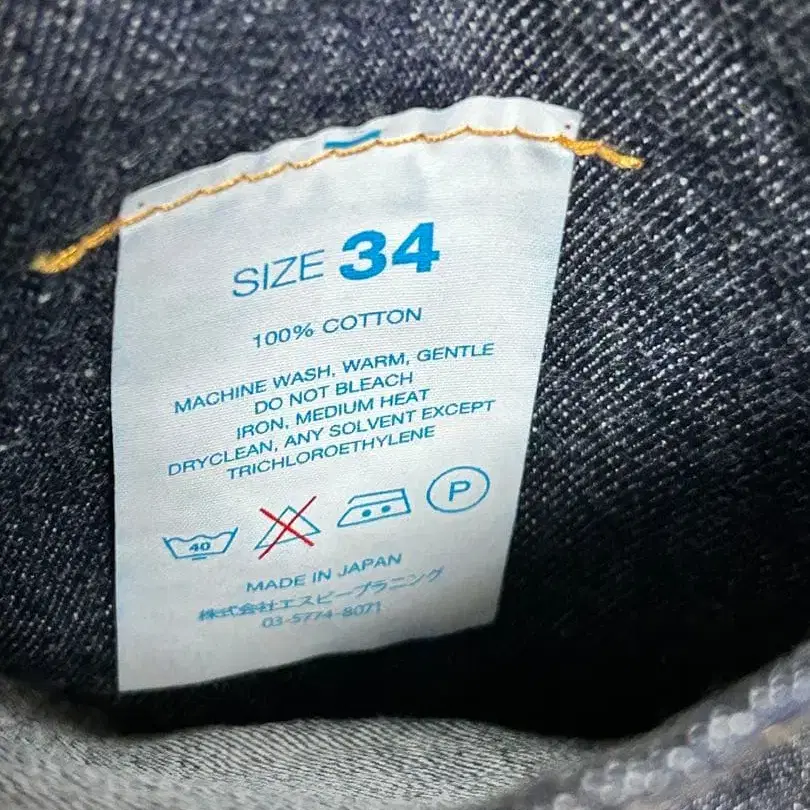 SIZE 34
100% COTTON
MACHINE WASH, WARM, GENTLE
DO NOT BLEACH
IRON, MEDIUM HEAT
DRYCLEAN, ANY SOLVENT EXCEPT
TRICHLOROETHYLENE
40 P
MADE IN JAPAN
株式会社エスピープラニング
03-5774-8071